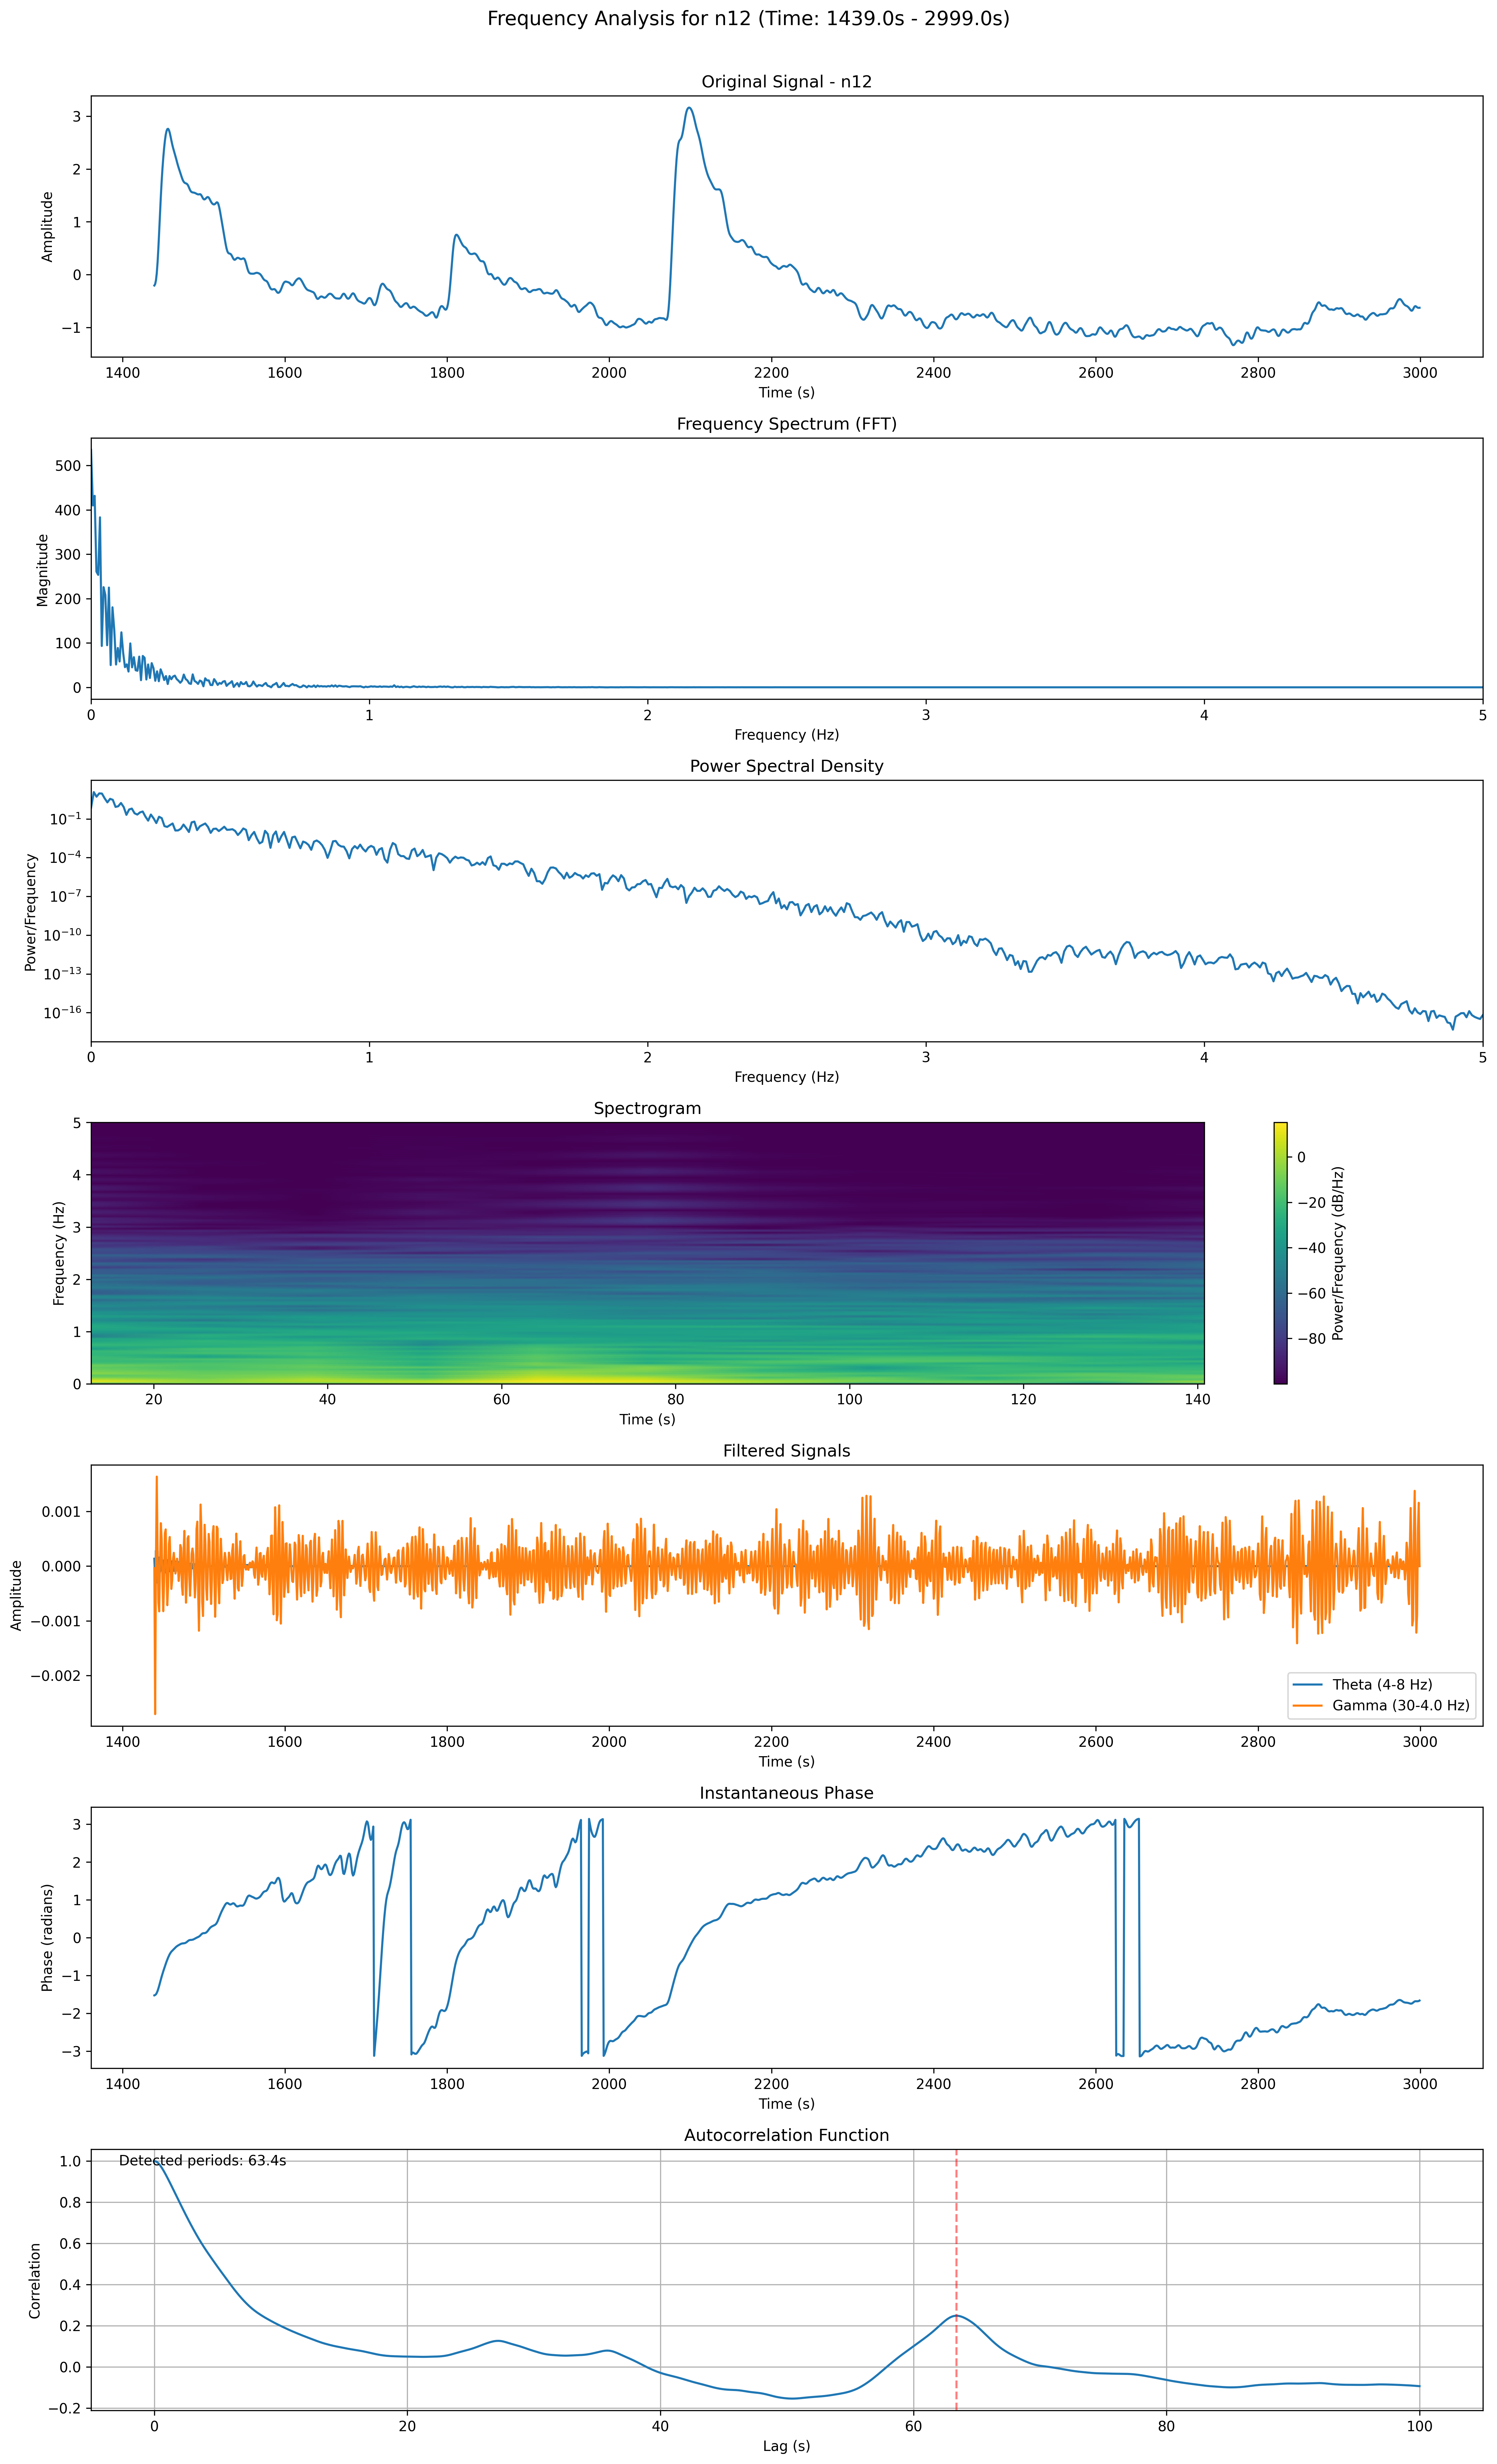 Frequency Analysis for n12 (Time: 1439.0s - 2999.0s)
Original Signal - n12
Amplitude
3
2
1
0
−1
1400 1600 1800 2000 2200 2400 2600 2800 3000
Time (s)
Frequency Spectrum (FFT)
Magnitude
500
400
300
200
100
0
0 1 2 3 4 5
Frequency (Hz)
Power Spectral Density
Power/Frequency
10⁻¹
10⁻⁴
10⁻⁷
10⁻¹⁰
10⁻¹³
10⁻¹⁶
0 1 2 3 4 5
Frequency (Hz)
Spectrogram
Frequency (Hz)
5
4
3
2
1
0
20 40 60 80 100 120 140
Time (s)
0
−20
−40
−60
−80
Power/Frequency (dB/Hz)
Filtered Signals
Amplitude
0.001
0.000
−0.001
−0.002
Theta (4-8 Hz)
Gamma (30-4.0 Hz)
1400 1600 1800 2000 2200 2400 2600 2800 3000
Time (s)
Instantaneous Phase
Phase (radians)
3
2
1
0
−1
−2
−3
1400 1600 1800 2000 2200 2400 2600 2800 3000
Time (s)
Autocorrelation Function
Detected periods: 63.4s
Correlation
1.0
0.8
0.6
0.4
0.2
0.0
−0.2
0 20 40 60 80 100
Lag (s)